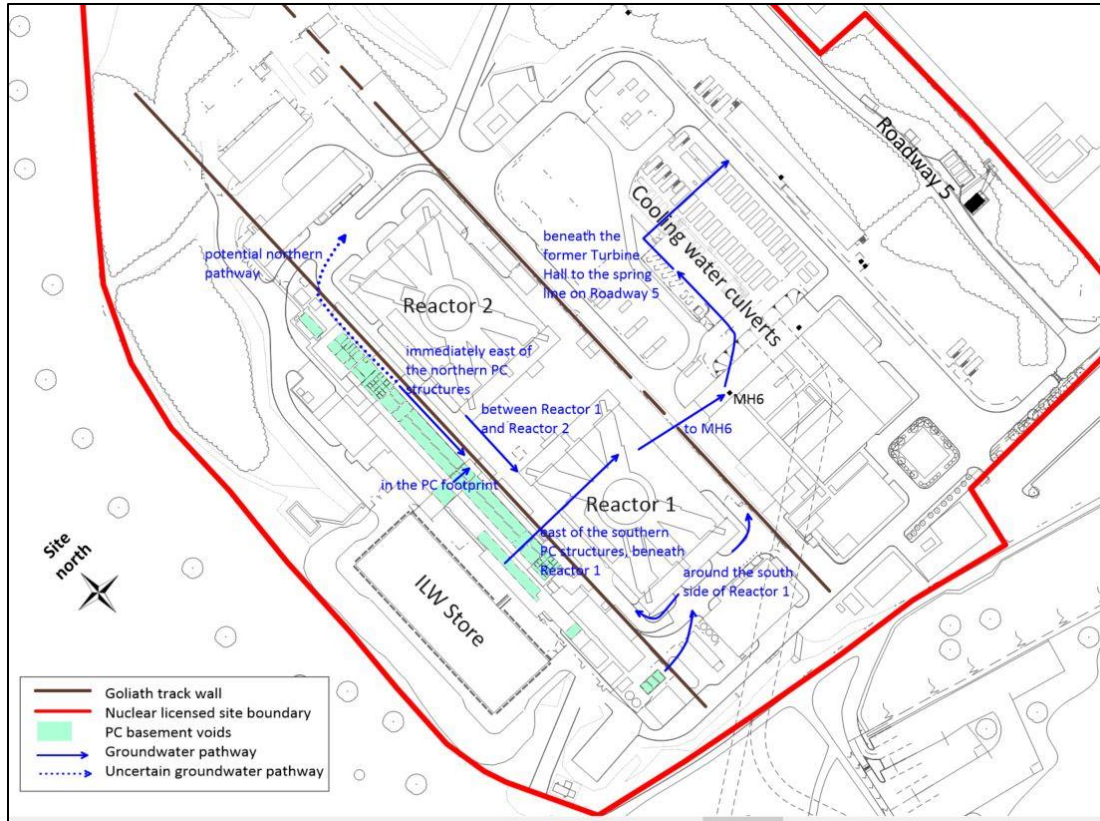 Roadway 5
Cooling water culverts
beneath the
former Turbine
Hall to the spring
line on Roadway 5
potential northern
pathway
Reactor 2
immediately east of
the northern PC
structures
between Reactor 1
and Reactor 2
MH6
to MH6
in the PC footprint
Reactor 1
east of the southern
PC structures, beneath
Reactor 1
around the south
side of Reactor 1
Site
north
ILW Store
Goliath track wall
Nuclear licensed site boundary
PC basement voids
Groundwater pathway
Uncertain groundwater pathway